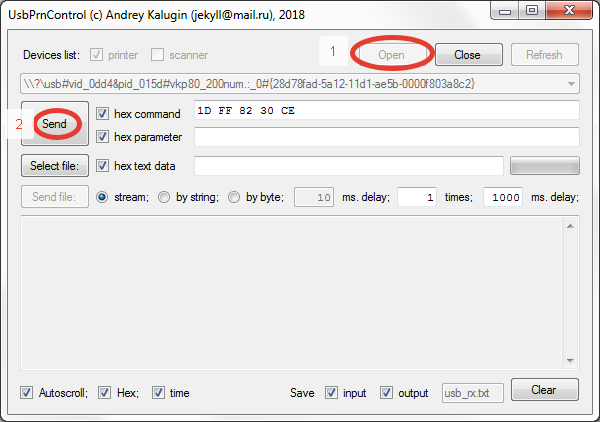 UsbPrnControl (c) Andrey Kalugin (jekyll@mail.ru), 2018
Devices list: printer scanner 1 Open Close Refresh
\\?\usb#vid_0dd4&pid_015d#vkp80_200num.:_0#{28d78fad-5a12-11d1-ae5b-0000f803a8c2}
2 Send hex command 1D FF 82 30 CE
hex parameter
Select file: hex text data
Send file: stream; by string; by byte; 10 ms. delay; 1 times; 1000 ms. delay;
Autoscroll; Hex; time Save input output usb_rx.txt Clear